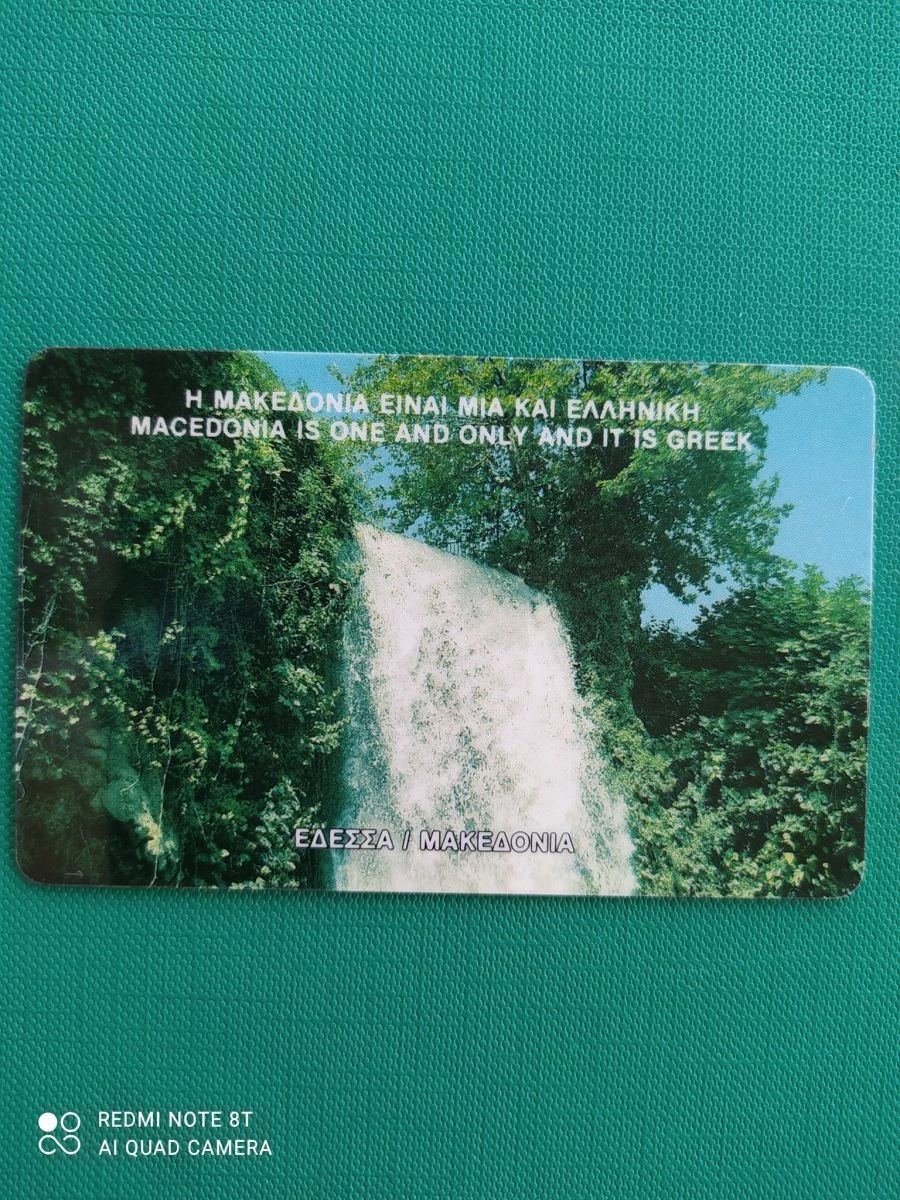 Η ΜΑΚΕΔΟΝΙΑ ΕΙΝΑΙ ΜΙΑ ΚΑΙ ΕΛΛΗΝΙΚΗ
MACEDONIA IS ONE AND ONLY AND IT IS GREEK
ΕΔΕΣΣΑ / ΜΑΚΕΔΟΝΙΑ
REDMI NOTE 8T
AI QUAD CAMERA